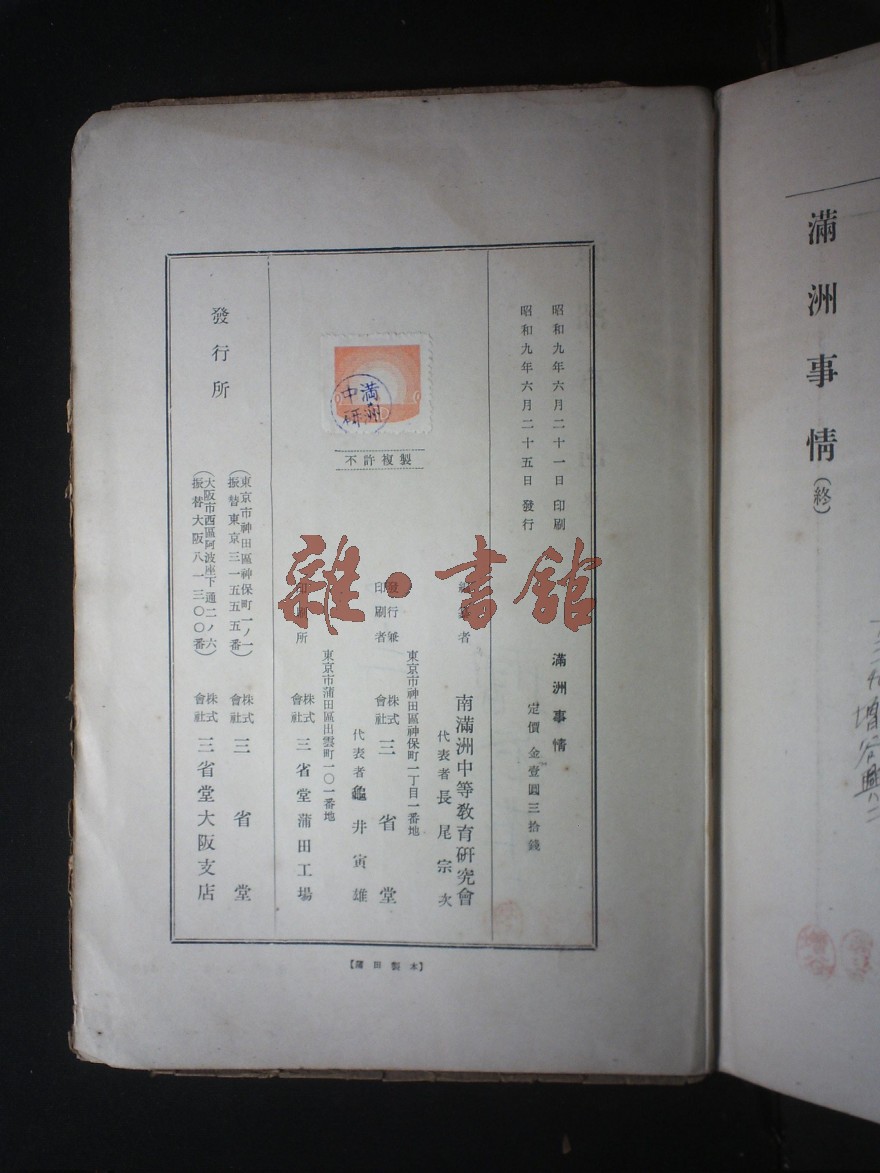 滿洲事情(終)
昭和九年六月二十一日 印刷
昭和九年六月二十五日 發行
滿洲事情
定價 金壹圓三拾錢
者
南滿洲中等敎育硏究會
代表者 長尾宗次
東京市神田區神保町一丁目一番地
發行兼印刷者
株式會社 三省堂
代表者 龜井寅雄
東京市蒲田區出雲町一〇一番地
印刷所
株式會社 三省堂蒲田工場
滿洲
中
硏
不許複製
發行所
(東京市神田區神保町一ノ一
振替東京三一五五五番)
株式會社 三省堂
(大阪市西區阿波座下通二ノ六
振替大阪八一三〇〇番)
株式會社 三省堂大阪支店
【蒲田製本】
雜·書館
增谷興二